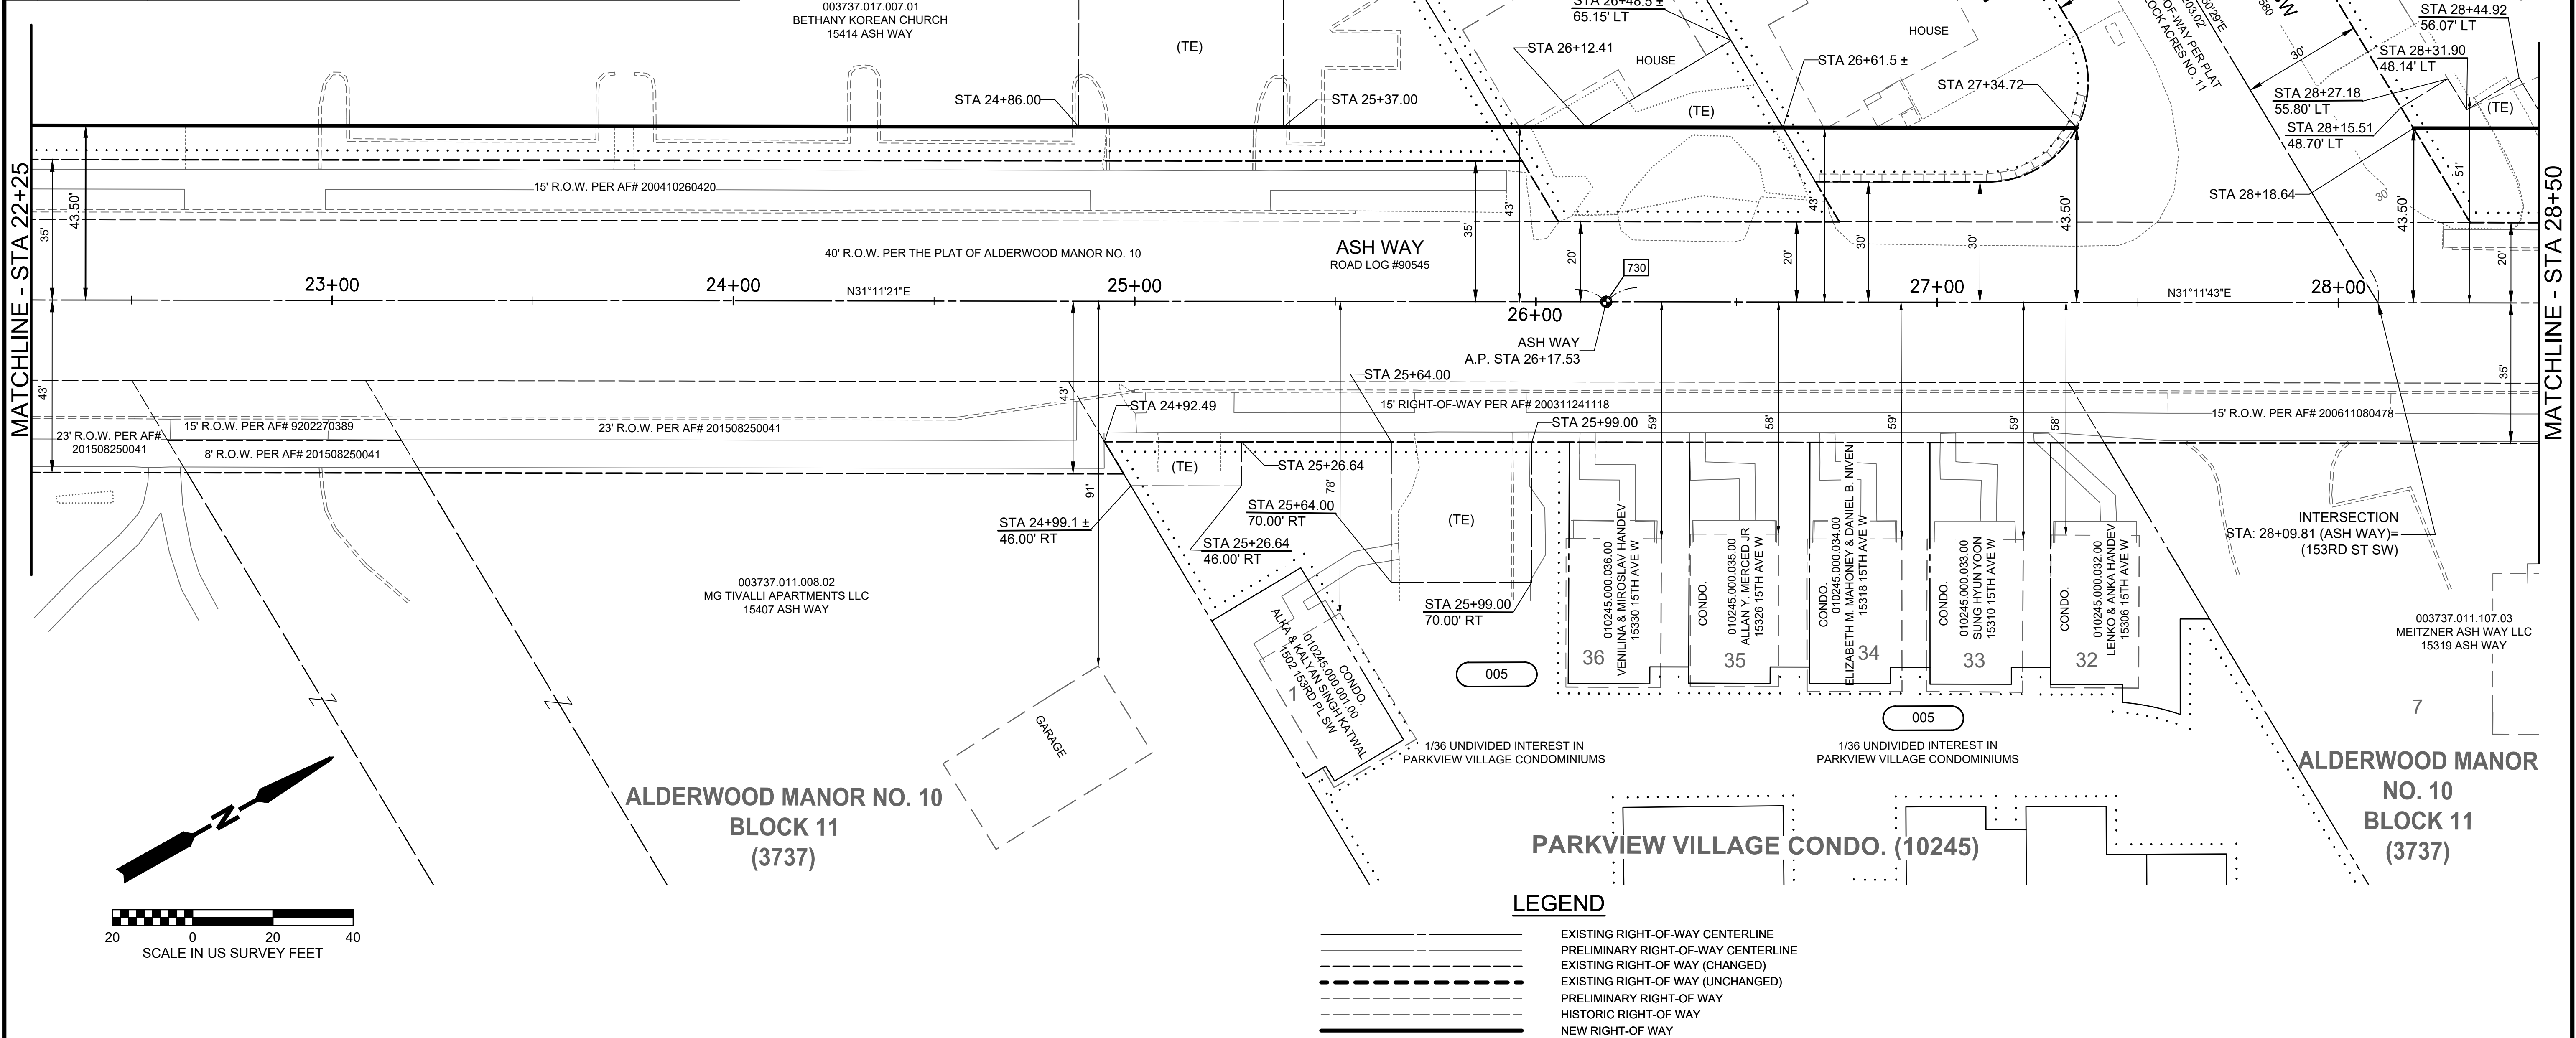 003737.017.007.01
BETHANY KOREAN CHURCH
15414 ASH WAY
(TE)
STA 26+48.5 ±
65.15' LT
STA 26+12.41
HOUSE
HOUSE
STA 26+61.5 ±
(TE)
STA 27+34.72
STA 24+86.00
STA 25+37.00
OF-WAY PER PLAT
OCK ACRES NO. 11
203.02'
680
30'
STA 28+44.92
56.07' LT
STA 28+31.90
48.14' LT
STA 28+27.18
55.80' LT
STA 28+15.51
48.70' LT
(TE)
STA 28+18.64
30'
51'
MATCHLINE - STA 22+25
35'
43.50'
15' R.O.W. PER AF# 200410260420
40' R.O.W. PER THE PLAT OF ALDERWOOD MANOR NO. 10
ASH WAY
ROAD LOG #90545
35'
43'
20'
20'
43'
30'
30'
43.50'
43.50'
20'
MATCHLINE - STA 28+50
730
23+00
24+00
N31°11'21"E
25+00
26+00
27+00
N31°11'43"E
28+00
ASH WAY
A.P. STA 26+17.53
43'
43'
STA 25+64.00
STA 24+92.49
15' RIGHT-OF-WAY PER AF# 200311241118
STA 25+99.00
59'
58'
59'
59'
58'
35'
15' R.O.W. PER AF# 200611080478
23' R.O.W. PER AF#
201508250041
15' R.O.W. PER AF# 9202270389
8' R.O.W. PER AF# 201508250041
23' R.O.W. PER AF# 201508250041
(TE)
STA 25+26.64
91'
78'
STA 25+64.00
70.00' RT
STA 24+99.1 ±
46.00' RT
STA 25+26.64
46.00' RT
(TE)
STA 25+99.00
70.00' RT
INTERSECTION
STA: 28+09.81 (ASH WAY)=
(153RD ST SW)
003737.011.008.02
MG TIVALLI APARTMENTS LLC
15407 ASH WAY
CONDO.
010245.000.001.00
ALKA & KALYAN SINGH KATWAL
1502 153RD PL SW
1
010245.000.036.00
VENILINA & MIROSLAV HANDEV
15330 15TH AVE W
36
CONDO.
010245.000.035.00
ALLAN Y. MERCED JR
15326 15TH AVE W
35
CONDO.
010245.000.034.00
ELIZABETH M. MAHONEY & DANIEL B. NIVEN
15318 15TH AVE W
34
CONDO.
010245.000.033.00
SUNG HYUN YOON
15310 15TH AVE W
33
CONDO.
010245.000.032.00
LENKO & ANKA HANDEV
15306 15TH AVE W
32
003737.011.107.03
MEITZNER ASH WAY LLC
15319 ASH WAY
7
005
005
1/36 UNDIVIDED INTEREST IN
PARKVIEW VILLAGE CONDOMINIUMS
1/36 UNDIVIDED INTEREST IN
PARKVIEW VILLAGE CONDOMINIUMS
GARAGE
N
ALDERWOOD MANOR NO. 10
BLOCK 11
(3737)
PARKVIEW VILLAGE CONDO. (10245)
ALDERWOOD MANOR
NO. 10
BLOCK 11
(3737)
20 0 20 40
SCALE IN US SURVEY FEET
LEGEND
EXISTING RIGHT-OF-WAY CENTERLINE
PRELIMINARY RIGHT-OF-WAY CENTERLINE
EXISTING RIGHT-OF WAY (CHANGED)
EXISTING RIGHT-OF WAY (UNCHANGED)
PRELIMINARY RIGHT-OF WAY
HISTORIC RIGHT-OF WAY
NEW RIGHT-OF WAY